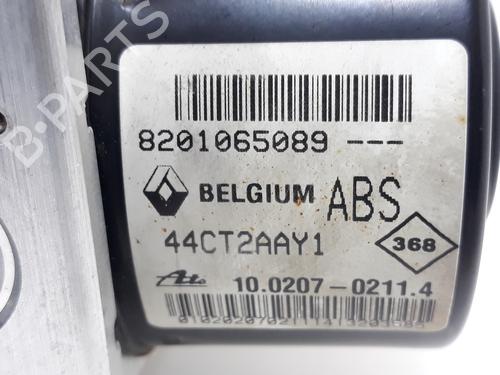 B-PARTS
8201065089 ---
BELGIUM ABS
44CT2AAY1
368
Ate 10.0207-0211.4